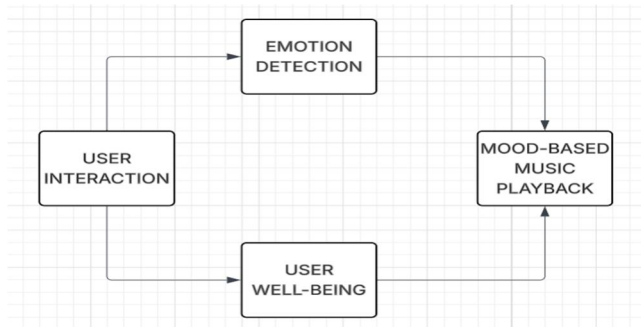 EMOTION
DETECTION
USER
INTERACTION
MOOD-BASED
MUSIC
PLAYBACK
USER
WELL-BEING